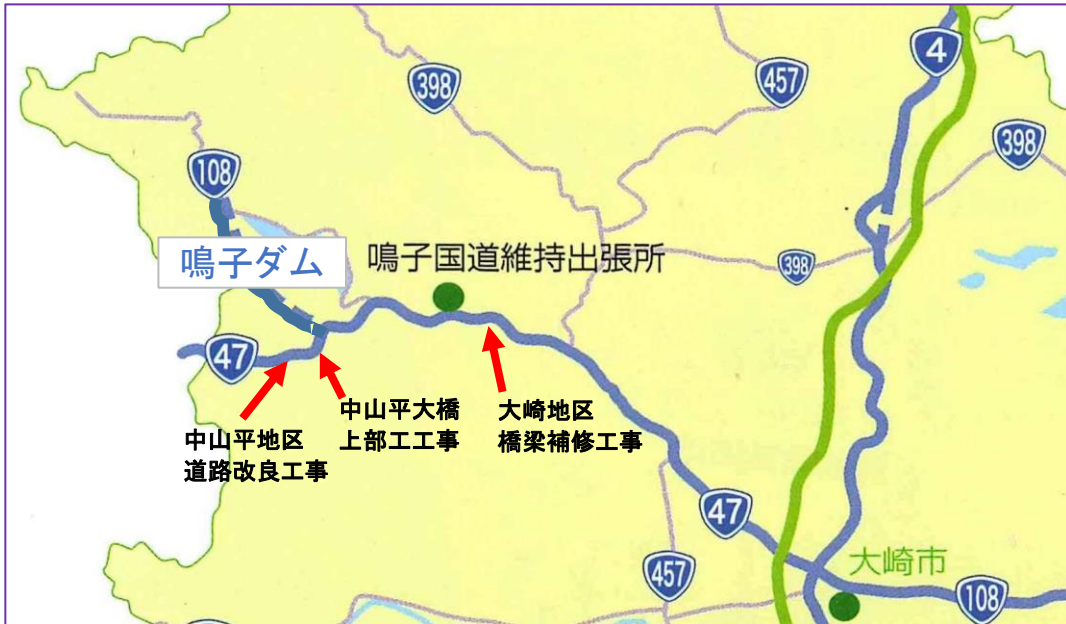 4
398
457
398
108
鳴子ダム
鳴子国道維持出張所
398
47
中山平地区
道路改良工事
中山平大橋
上部工工事
大崎地区
橋梁補修工事
47
大崎市
457
108